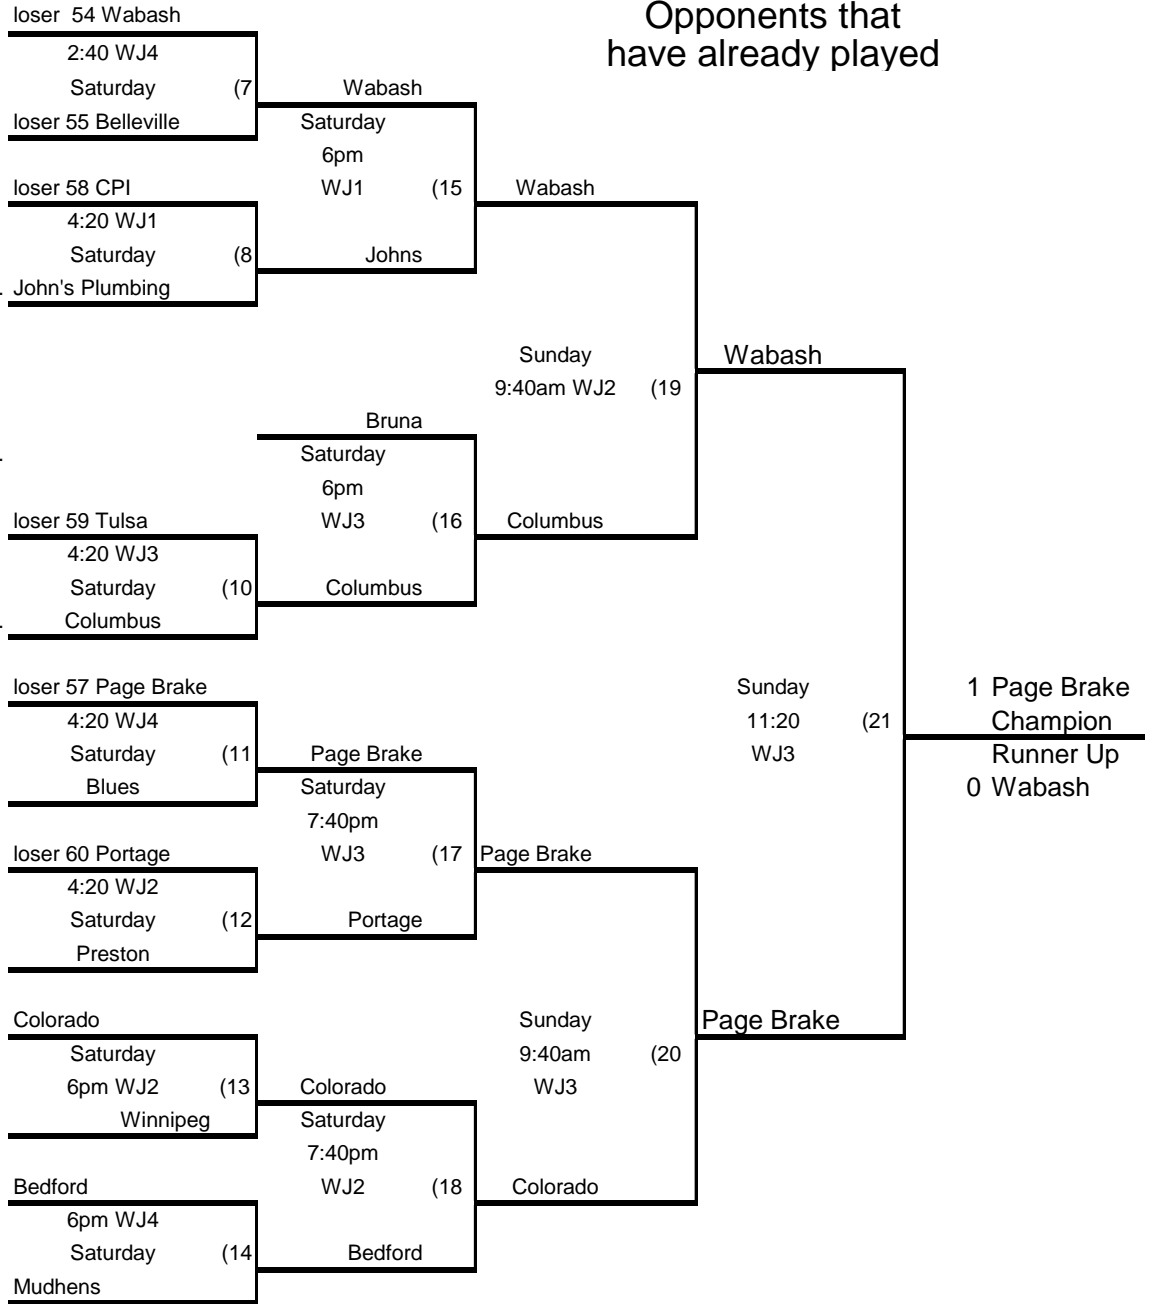 loser 54 Wabash
Opponents that
have already played
2:40 WJ4
Saturday (7
Wabash
loser 55 Belleville
Saturday
6pm
loser 58 CPI
WJ1 (15
Wabash
4:20 WJ1
Saturday (8
Johns
. John's Plumbing
Sunday
Wabash
9:40am WJ2 (19
Bruna
Saturday
.
6pm
loser 59 Tulsa
WJ3 (16
Columbus
4:20 WJ3
Saturday (10
Columbus
. Columbus
loser 57 Page Brake
Sunday
1 Page Brake
4:20 WJ4
11:20 (21
Champion
Saturday (11
Page Brake
WJ3
Runner Up
Blues
Saturday
0 Wabash
7:40pm
loser 60 Portage
WJ3 (17
Page Brake
4:20 WJ2
Saturday (12
Portage
Preston
Colorado
Sunday
Page Brake
Saturday
9:40am (20
6pm WJ2 (13
Colorado
WJ3
Winnipeg
Saturday
7:40pm
Bedford
WJ2 (18
Colorado
6pm WJ4
Saturday (14
Bedford
Mudhens